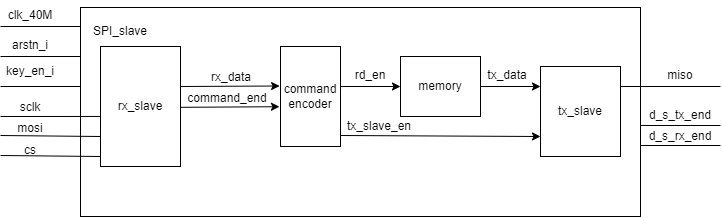 clk_40M
SPI_slave
arstn_i
key_en_i
sclk
mosi
cs
rx_slave
rx_data
command_end
command
encoder
rd_en
tx_slave_en
memory
tx_data
tx_slave
miso
d_s_tx_end
d_s_rx_end